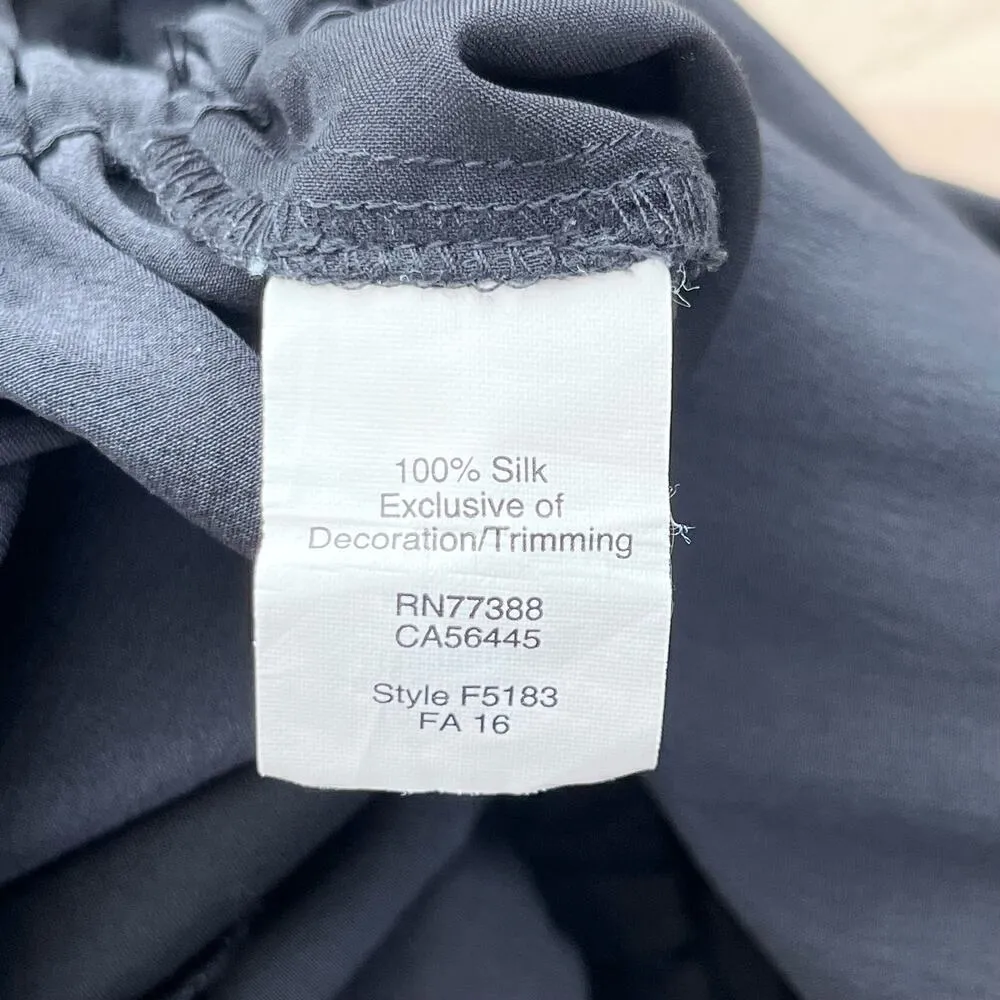 100% Silk
Exclusive of
Decoration/Trimming
RN77388
CA56445
Style F5183
FA 16